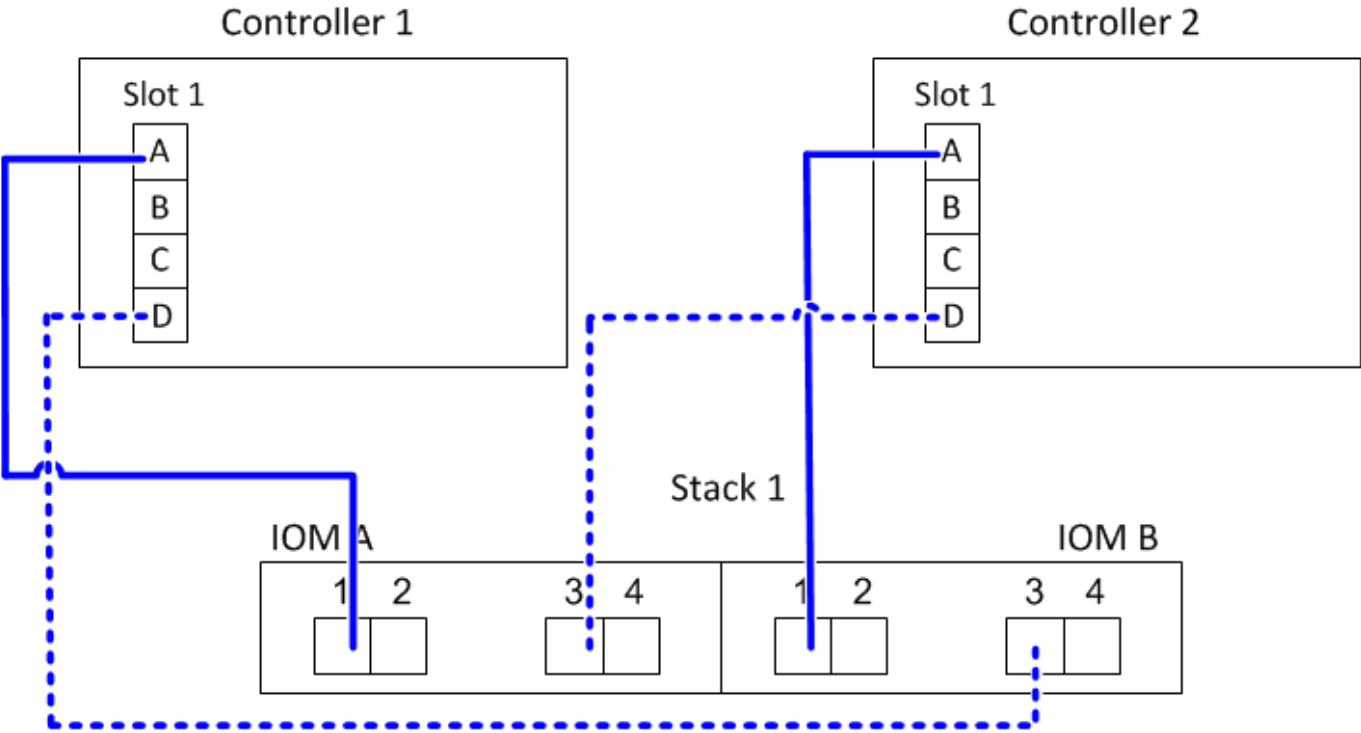 Controller 1
Controller 2
Slot 1
A
B
C
D
Slot 1
A
B
C
D
Stack 1
IOM A
IOM B
1 2 3 4 1 2 3 4